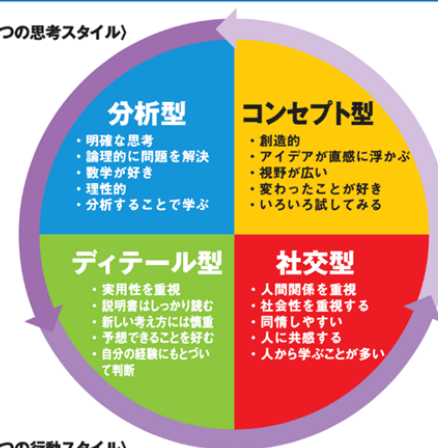 つの思考スタイル〉
分析型
・明確な思考
・論理的に問題を解決
・数学が好き
・理性的
・分析することで学ぶ
コンセプト型
・創造的
・アイデアが直感に浮かぶ
・視野が広い
・変わったことが好き
・いろいろ試してみる
ディテール型
・実用性を重視
・説明書はしっかり読む
・新しい考え方には慎重
・予想できることを好む
・自分の経験にもとづい
て判断
社交型
・人間関係を重視
・社会性を重視する
・同情しやすい
・人に共感する
・人から学ぶことが多い
つの行動スタイル〉